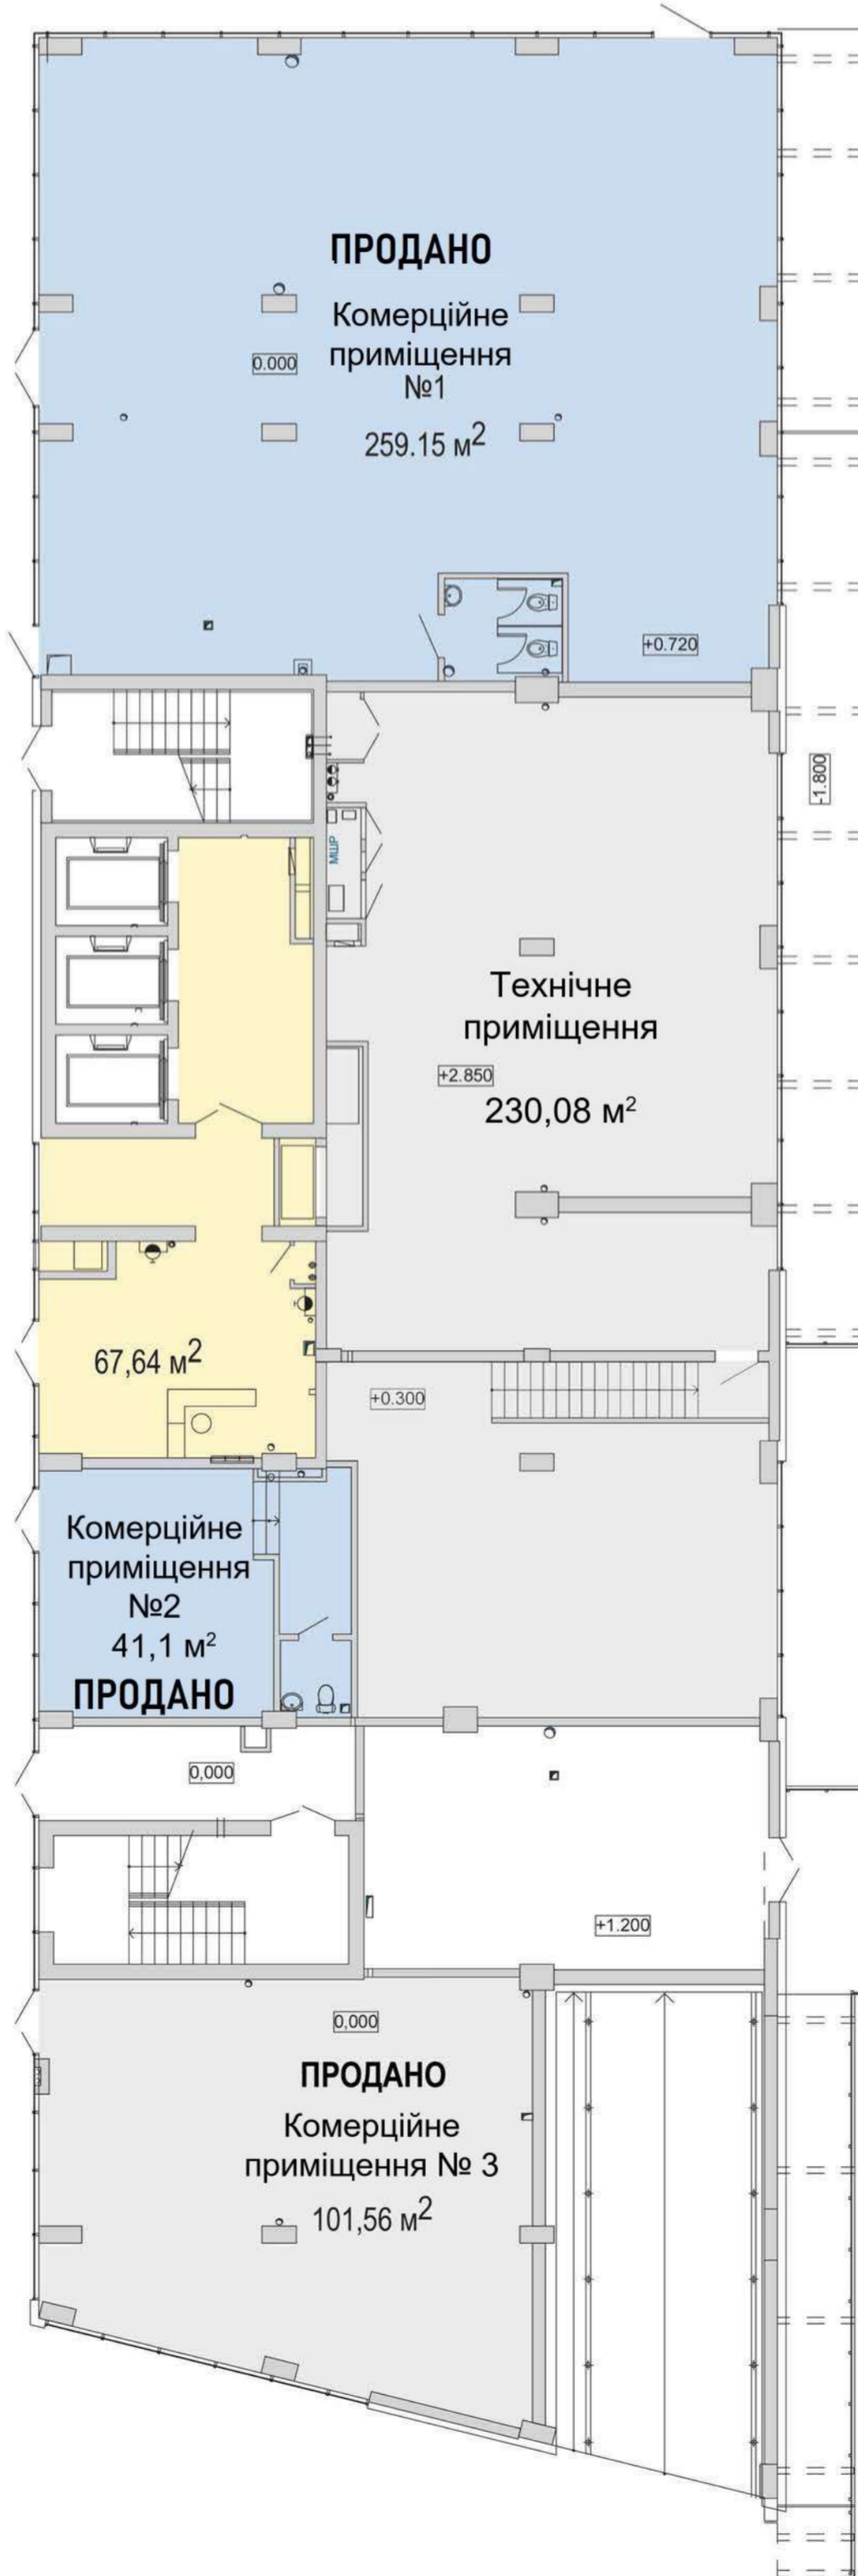 ПРОДАНО
Комерційне
приміщення
№1
0.000
259.15 м²
+0.720
-1.800
МШР
Технічне
приміщення
+2.850
230,08 м²
67,64 м²
+0.300
Комерційне
приміщення
№2
41,1 м²
ПРОДАНО
0,000
+1.200
0,000
ПРОДАНО
Комерційне
приміщення № 3
101,56 м²